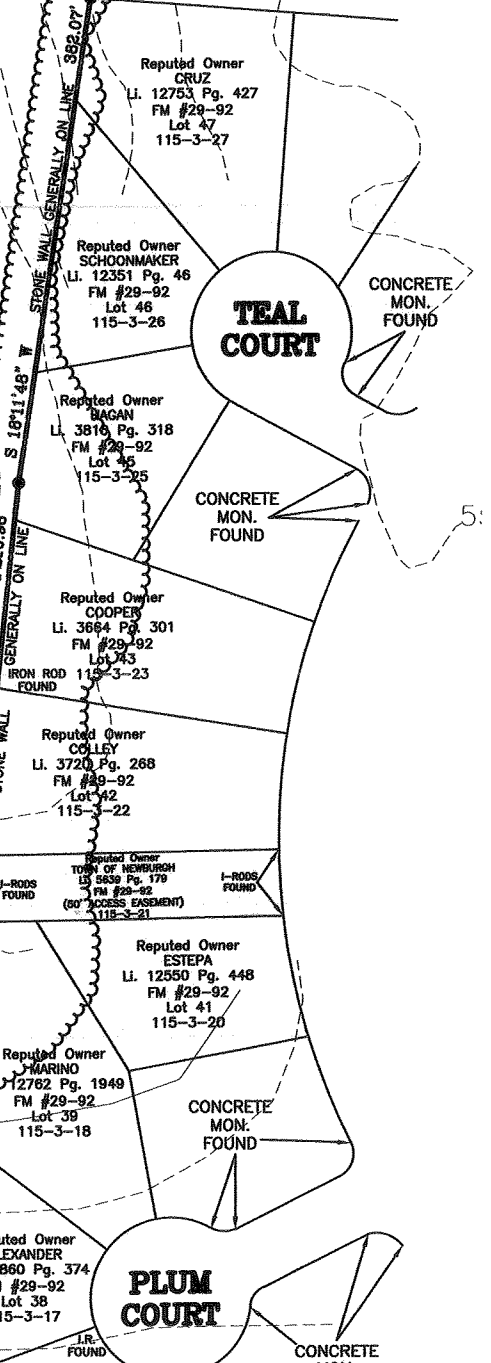 382.07'
STONE WALL GENERALLY ON LINE
Reputed Owner
CRUZ
Li. 12753 Pg. 427
FM #29-92
Lot 47
115-3-27
Reputed Owner
SCHOONMAKER
Li. 12351 Pg. 46
FM #29-92
Lot 46
115-3-26
TEAL
COURT
CONCRETE
MON.
FOUND
S 18°11'48" W
Reputed Owner
HAGAN
Li. 3816 Pg. 318
FM #29-92
Lot 45
115-3-25
CONCRETE
MON.
FOUND
GENERALLY ON LINE
Reputed Owner
COOPER
Li. 3664 Pg. 301
FM #29-92
Lot 43
115-3-23
IRON ROD
FOUND
WALL
Reputed Owner
COLLEY
Li. 3720 Pg. 268
FM #29-92
Lot 42
115-3-22
Reputed Owner
TOWN OF NEWBURGH
Li. 5639 Pg. 179
FM #29-92
(50' ACCESS EASEMENT)
115-3-21
I-RODS
FOUND
I-RODS
FOUND
Reputed Owner
ESTEPA
Li. 12550 Pg. 448
FM #29-92
Lot 41
115-3-20
Reputed Owner
MARINO
12762 Pg. 1949
FM #29-92
Lot 39
115-3-18
CONCRETE
MON.
FOUND
uted Owner
LEXANDER
860 Pg. 374
#29-92
Lot 38
15-3-17
PLUM
COURT
I.R.
FOUND
CONCRETE